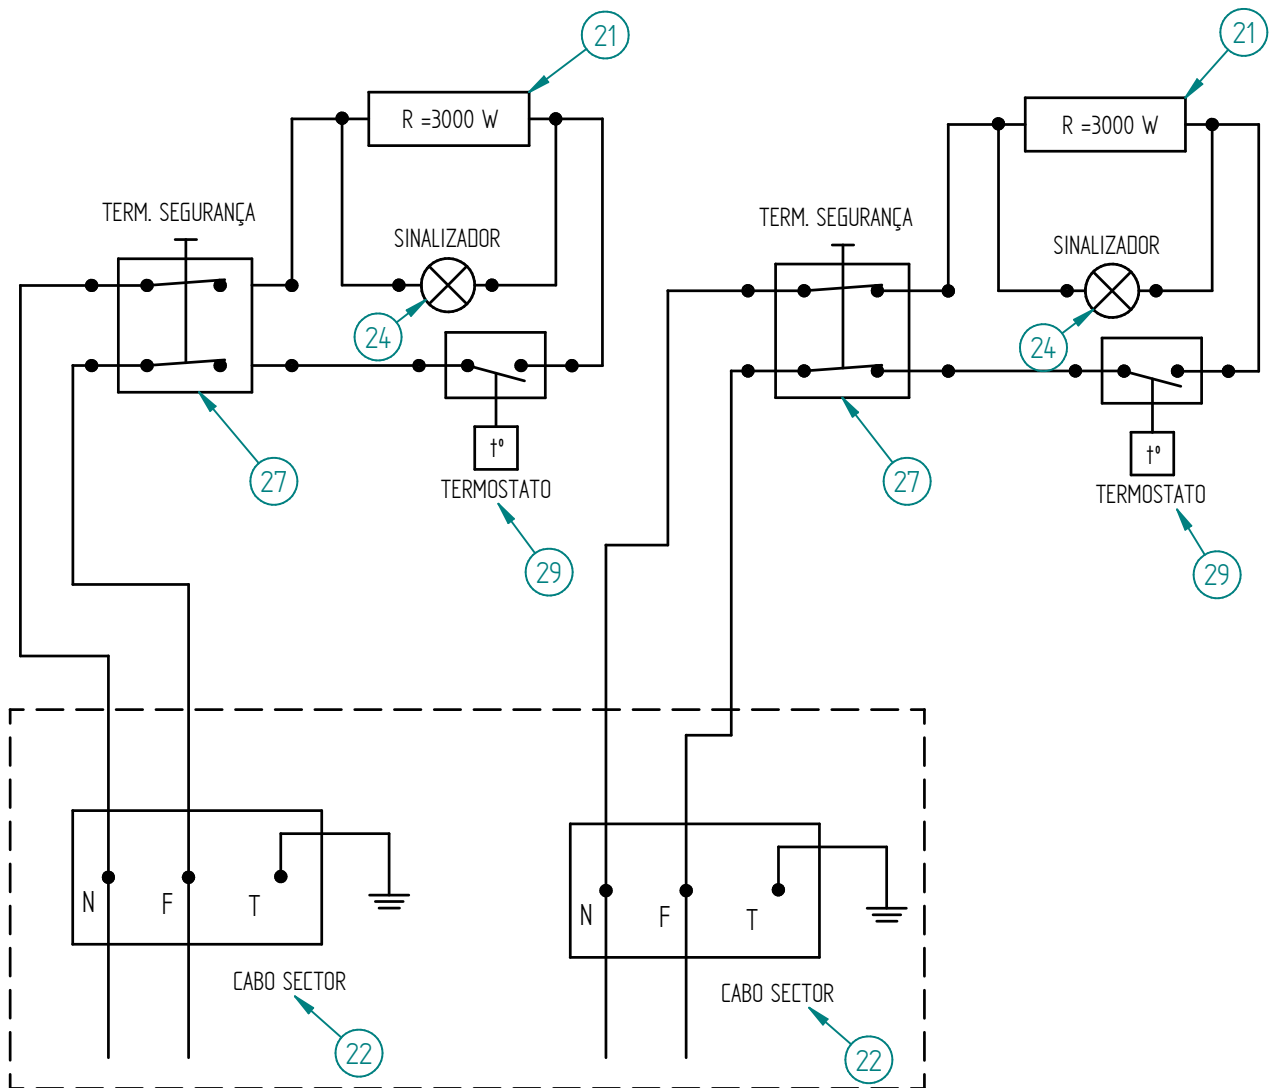 21
21
R =3000 W
R =3000 W
TERM. SEGURANÇA
TERM. SEGURANÇA
SINALIZADOR
SINALIZADOR
24
24
t°
t°
27
27
TERMOSTATO
TERMOSTATO
29
29
N F T
N F T
CABO SECTOR
CABO SECTOR
22
22